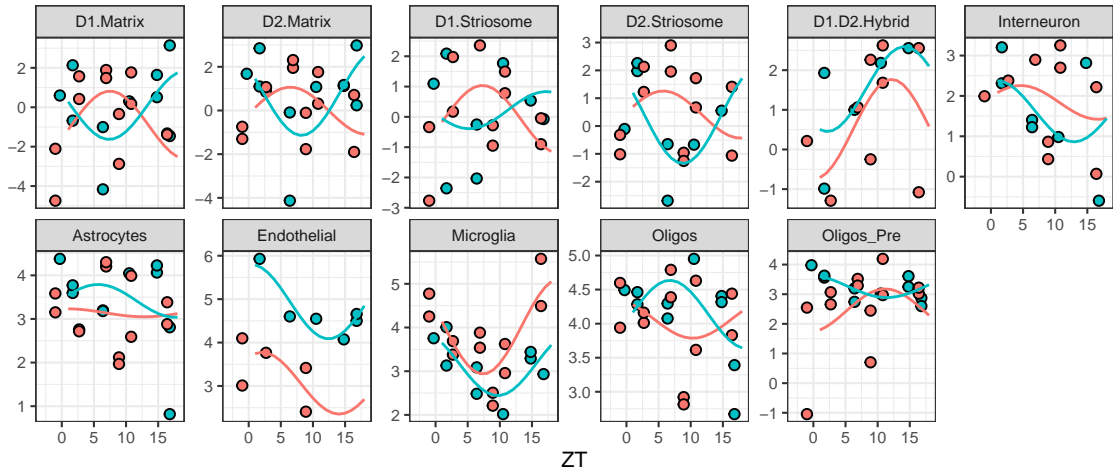 D1.Matrix
D2.Matrix
D1.Striosome
D2.Striosome
D1.D2.Hybrid
Interneuron
2
0
−2
−4
2
0
−2
−4
2
1
0
−1
−2
−3
3
2
1
0
−1
−2
2
1
0
−1
3
2
1
0
0 5 10 15
Astrocytes
Endothelial
Microglia
Oligos
Oligos_Pre
4
3
2
1
6
5
4
3
5
4
3
2
5.0
4.5
4.0
3.5
3.0
4
3
2
1
0
−1
0 5 10 15
0 5 10 15
0 5 10 15
0 5 10 15
0 5 10 15
ZT